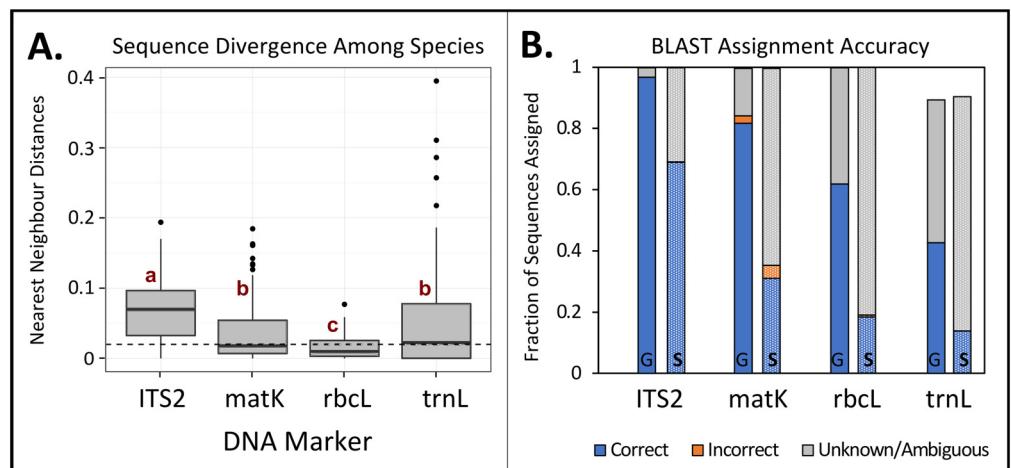 A.
Sequence Divergence Among Species
Nearest Neighbour Distances
0.4
0.3
0.2
0.1
0
a
b
c
b
ITS2 matK rbcL trnL
DNA Marker
B.
BLAST Assignment Accuracy
Fraction of Sequences Assigned
1
0.8
0.6
0.4
0.2
0
G S G S G S G S
ITS2 matK rbcL trnL
Correct Incorrect Unknown/Ambiguous